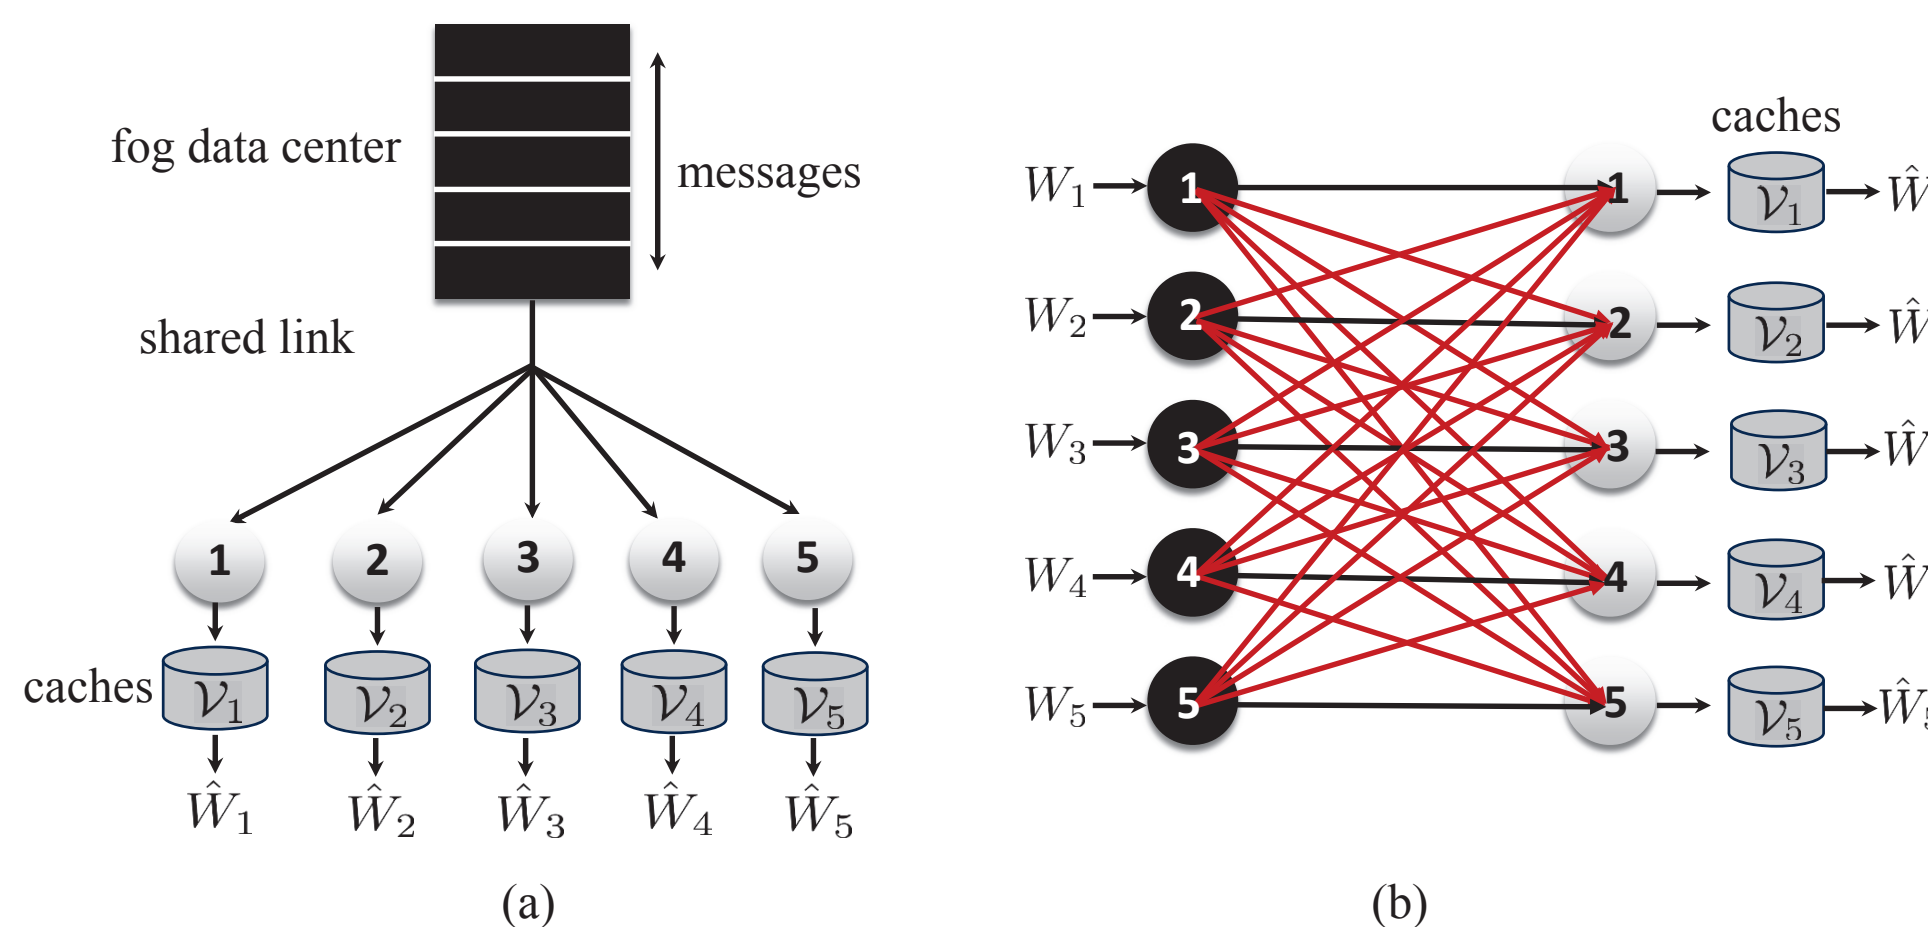 fog data center
messages
shared link
1 2 3 4 5
caches
𝒱₁ 𝒱₂ 𝒱₃ 𝒱₄ 𝒱₅
Ŵ₁ Ŵ₂ Ŵ₃ Ŵ₄ Ŵ₅
(a)
caches
W₁ 1 1 𝒱₁ Ŵ
W₂ 2 2 𝒱₂ Ŵ
W₃ 3 3 𝒱₃ Ŵ
W₄ 4 4 𝒱₄ Ŵ
W₅ 5 5 𝒱₅ Ŵ₅
(b)